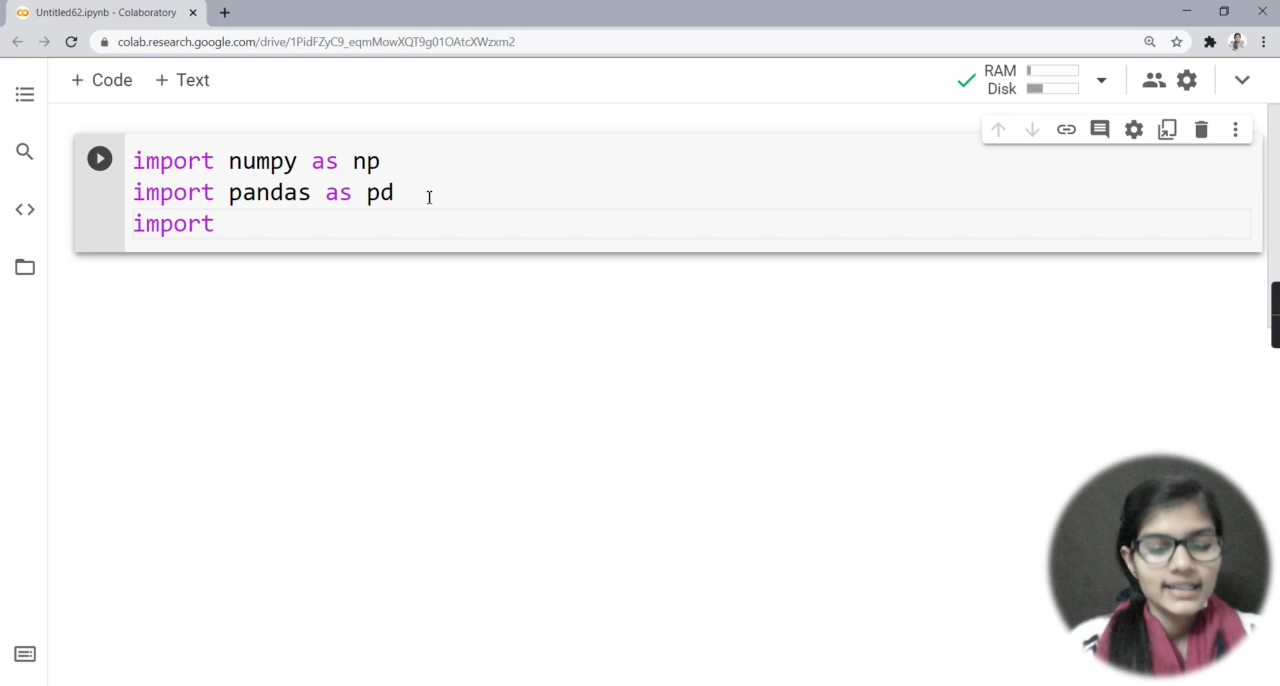 Untitled62.ipynb - Colaboratory
colab.research.google.com/drive/1PidFZyC9_eqmMowXQT9g01OAtcXWzxm2
+ Code + Text
RAM
Disk
import numpy as np
import pandas as pd
import